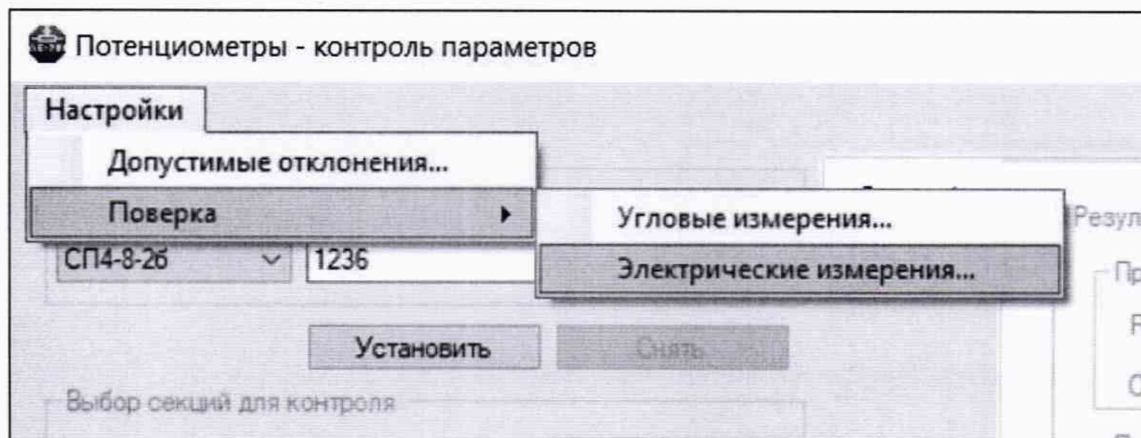 Потенциометры - контроль параметров
Настройки
Допустимые отклонения...
Поверка
Угловые измерения...
Электрические измерения...
СП4-8-2б
1236
Установить
Снять
Выбор секций для контроля